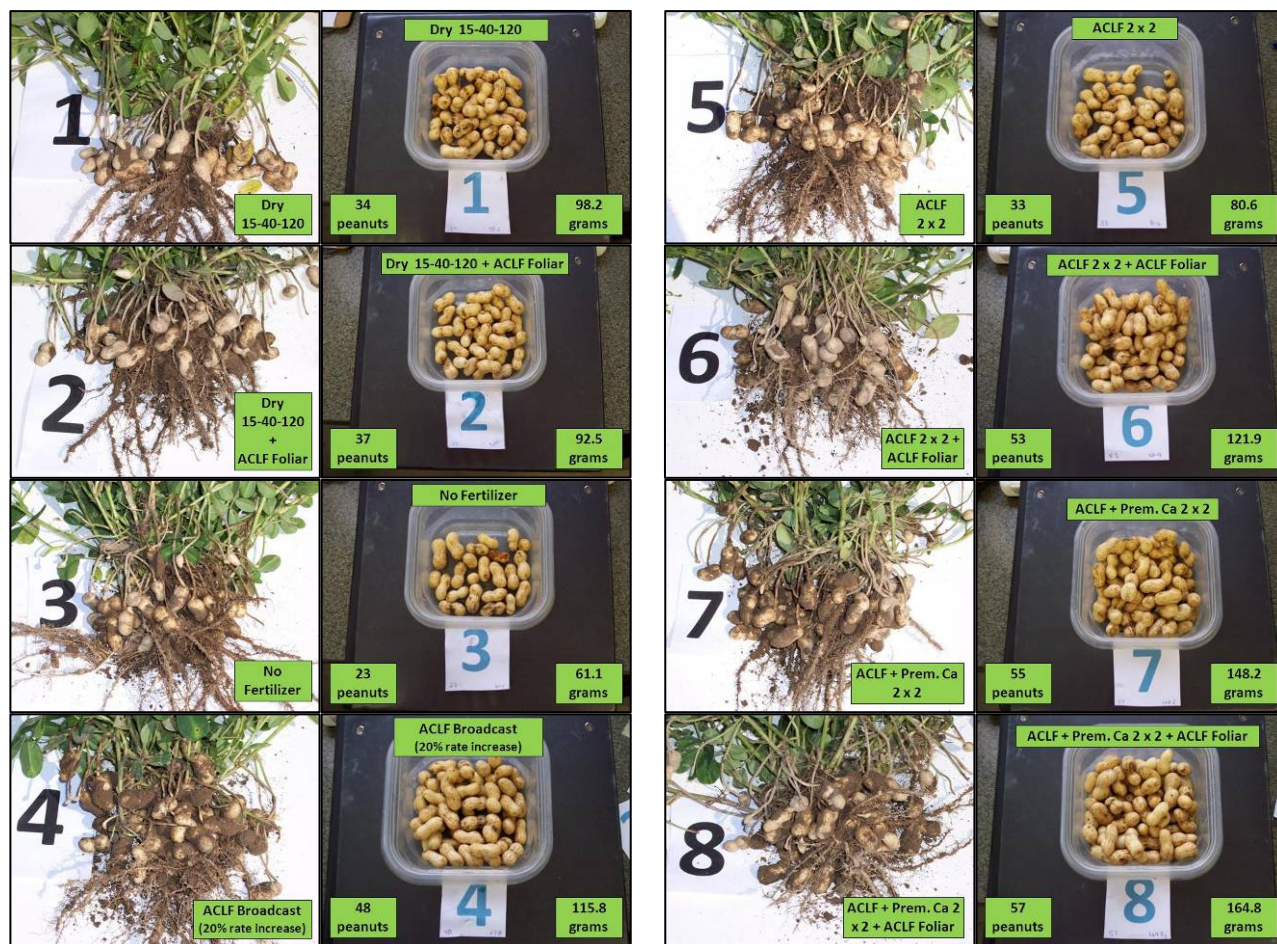 1
Dry
15-40-120
Dry 15-40-120
34
peanuts
1
98.2
grams
2
Dry
15-40-120
+
ACLF Foliar
Dry 15-40-120 + ACLF Foliar
37
peanuts
2
92.5
grams
3
No
Fertilizer
No Fertilizer
23
peanuts
3
61.1
grams
4
ACLF Broadcast
(20% rate increase)
ACLF Broadcast
(20% rate increase)
48
peanuts
4
115.8
grams
5
ACLF
2 x 2
ACLF 2 x 2
33
peanuts
5
80.6
grams
6
ACLF 2 x 2 +
ACLF Foliar
ACLF 2 x 2 + ACLF Foliar
53
peanuts
6
121.9
grams
7
ACLF + Prem. Ca
2 x 2
ACLF + Prem. Ca 2 x 2
55
peanuts
7
148.2
grams
8
ACLF + Prem. Ca 2
x 2 + ACLF Foliar
ACLF + Prem. Ca 2 x 2 + ACLF Foliar
57
peanuts
8
164.8
grams